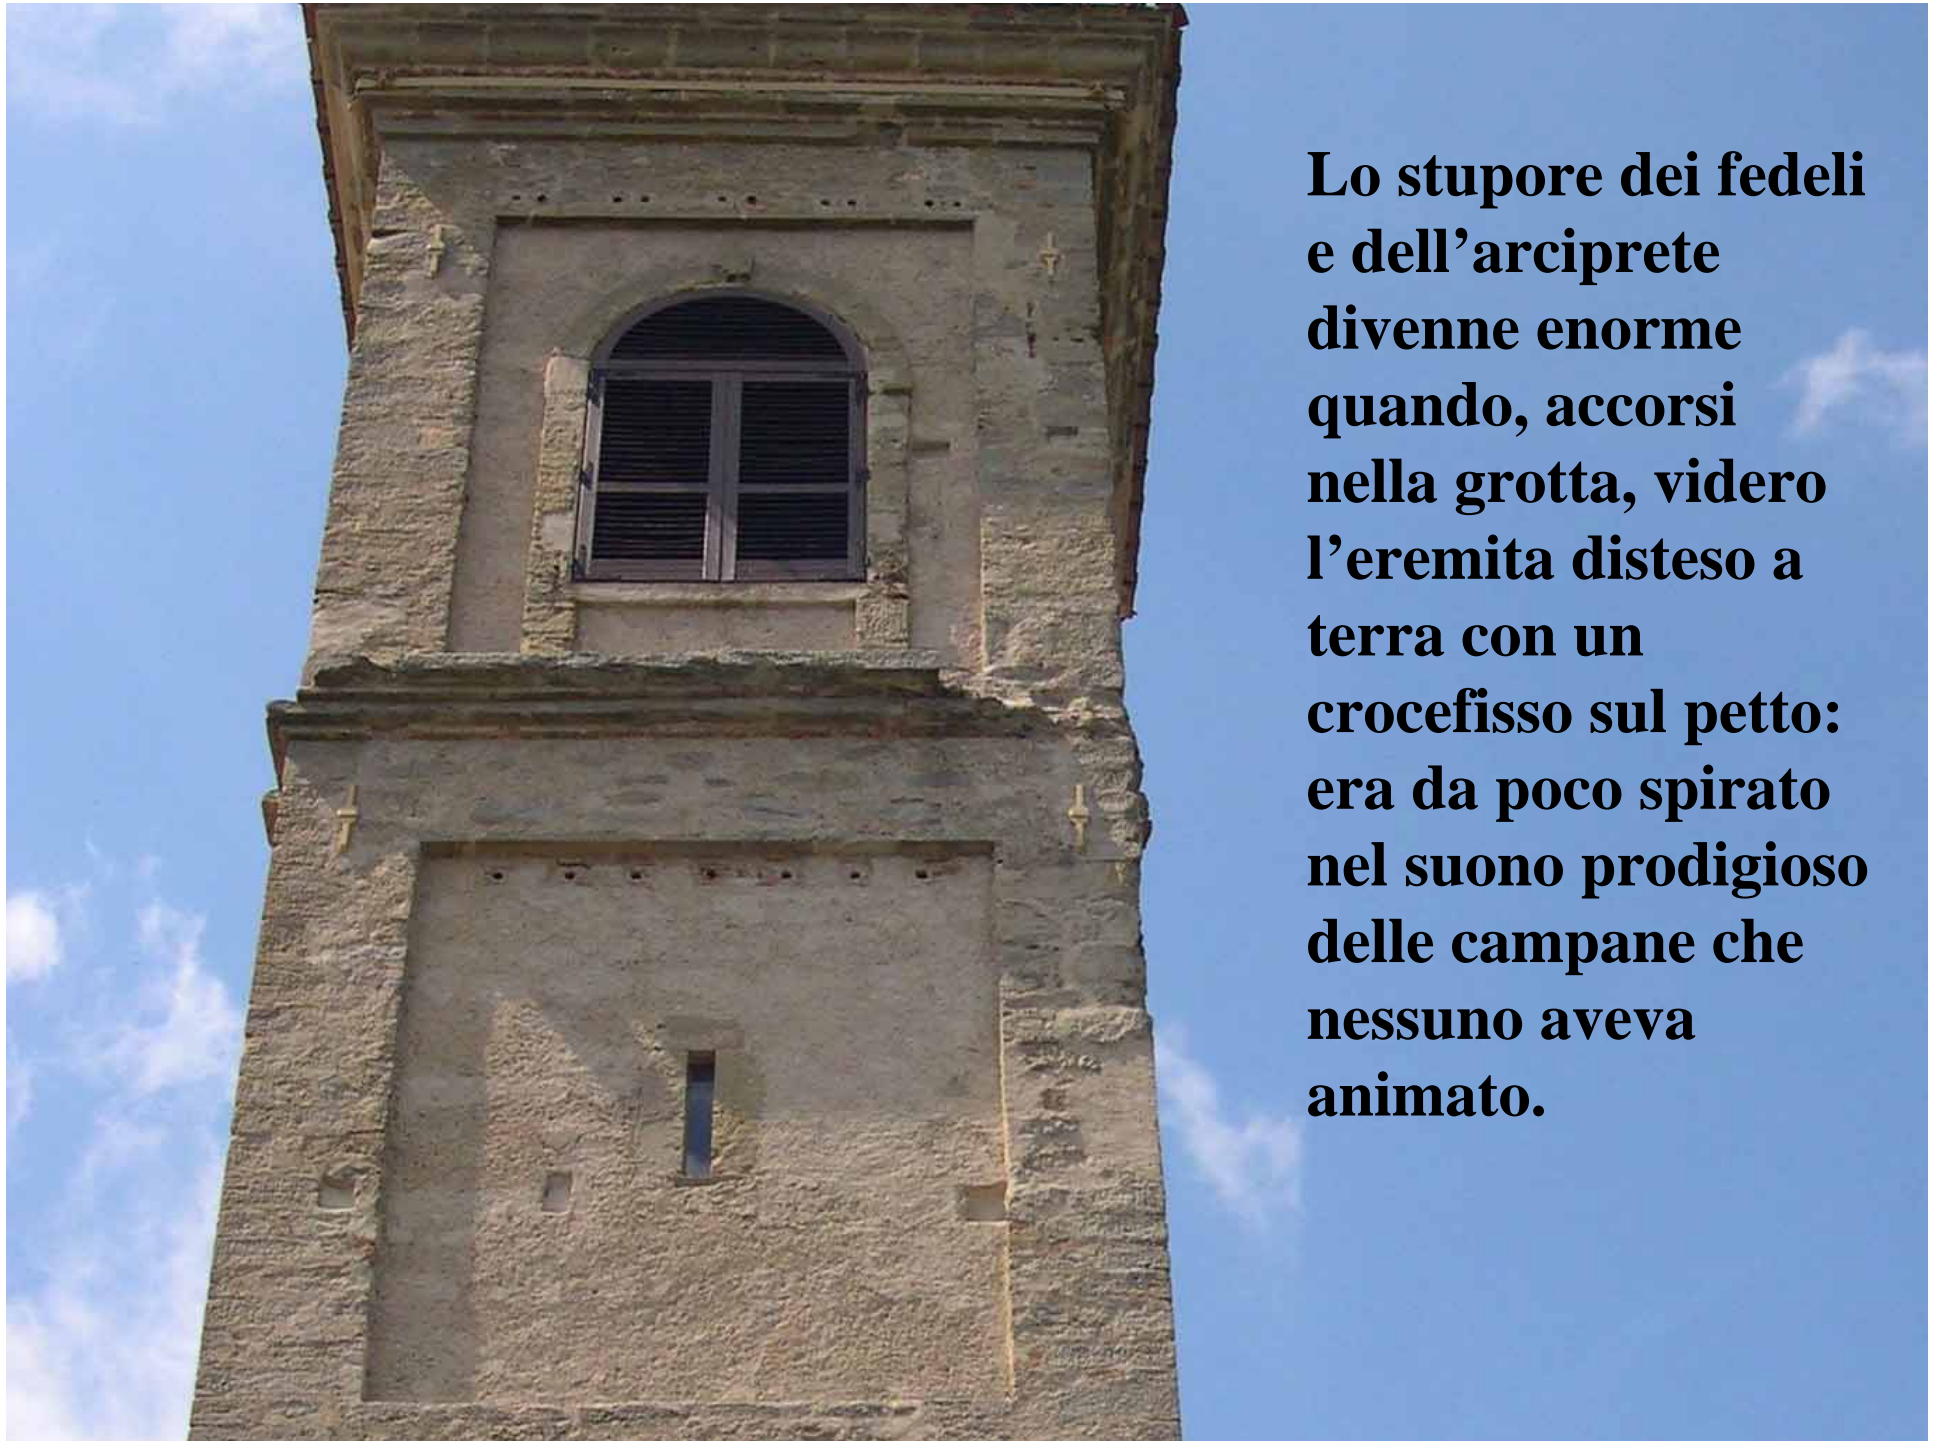 Lo stupore dei fedeli
e dell’arciprete
divenne enorme
quando, accorsi
nella grotta, videro
l’eremita disteso a
terra con un
crocefisso sul petto:
era da poco spirato
nel suono prodigioso
delle campane che
nessuno aveva
animato.